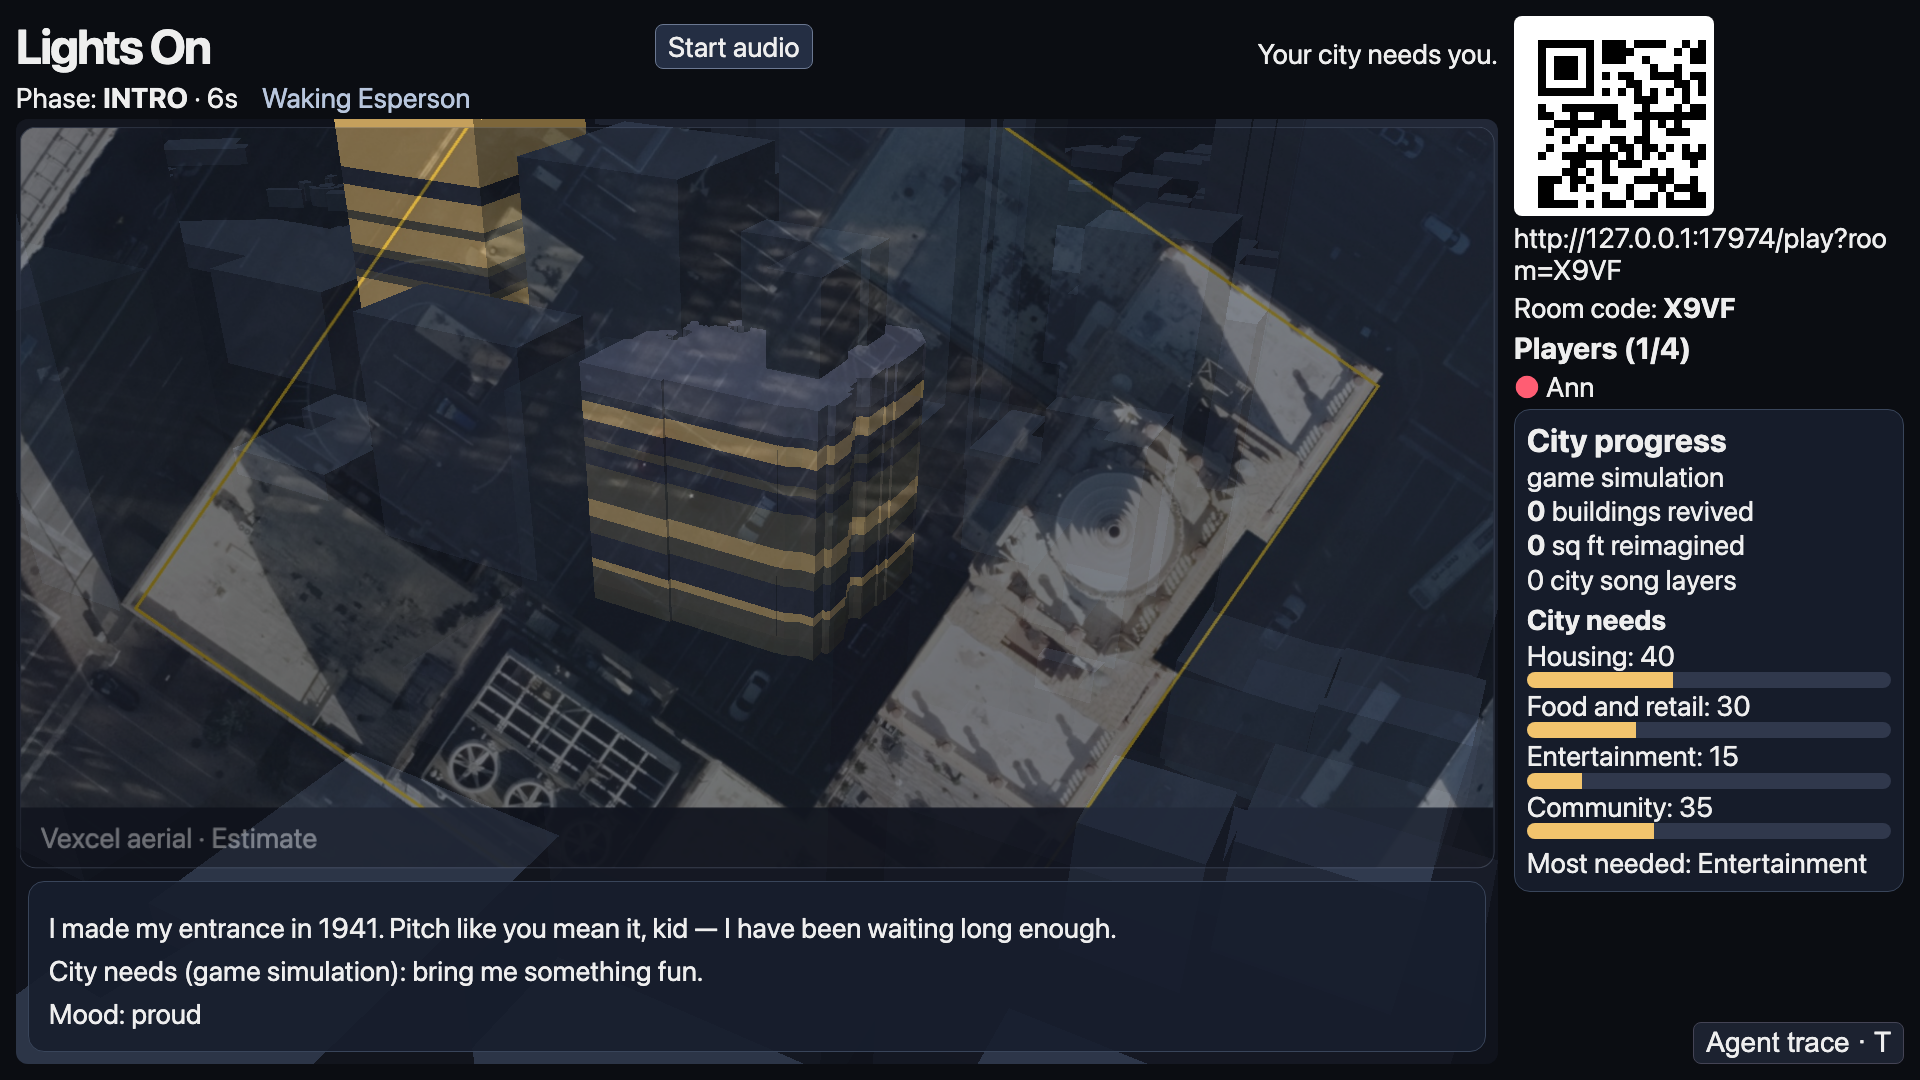 Lights On
Start audio
Your city needs you.
Phase: INTRO · 6s Waking Esperson
http://127.0.0.1:17974/play?roo
m=X9VF
Room code: X9VF
Players (1/4)
Ann
City progress
game simulation
0 buildings revived
0 sq ft reimagined
0 city song layers
City needs
Housing: 40
Food and retail: 30
Entertainment: 15
Community: 35
Most needed: Entertainment
Vexcel aerial · Estimate
I made my entrance in 1941. Pitch like you mean it, kid — I have been waiting long enough.
City needs (game simulation): bring me something fun.
Mood: proud
Agent trace · T